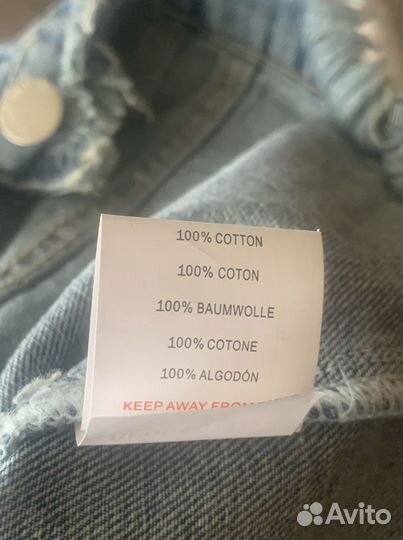 100% COTTON
100% COTON
100% BAUMWOLLE
100% COTONE
100% ALGODÓN
KEEP AWAY FROM
Avito